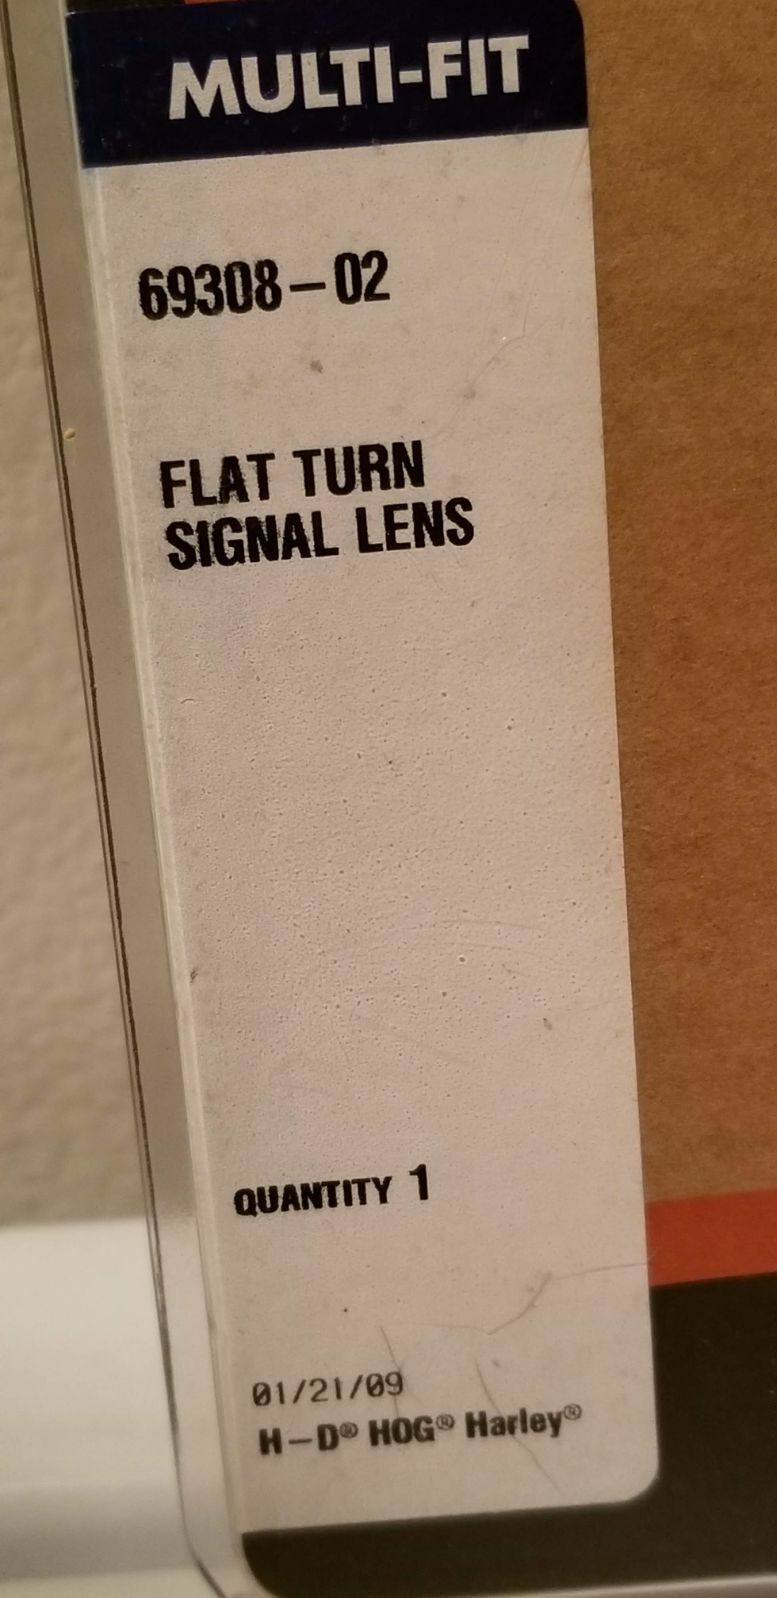 MULTI-FIT
69308-02
FLAT TURN
SIGNAL LENS
QUANTITY 1
01/21/09
H-D® HOG® Harley®